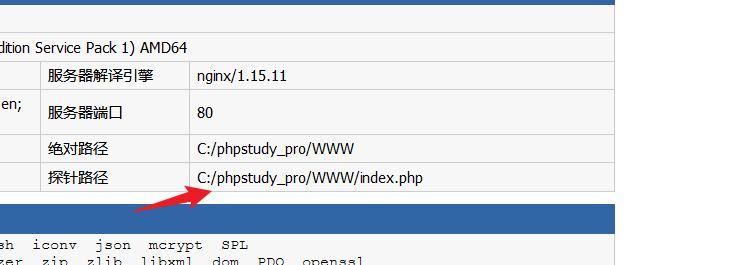 dition Service Pack 1) AMD64
服务器解译引擎 nginx/1.15.11
en;
服务器端口 80
绝对路径 C:/phpstudy_pro/WWW
探针路径 C:/phpstudy_pro/WWW/index.php
sh iconv json mcrypt SPL
zer zip zlib libxml dom PDO openssl